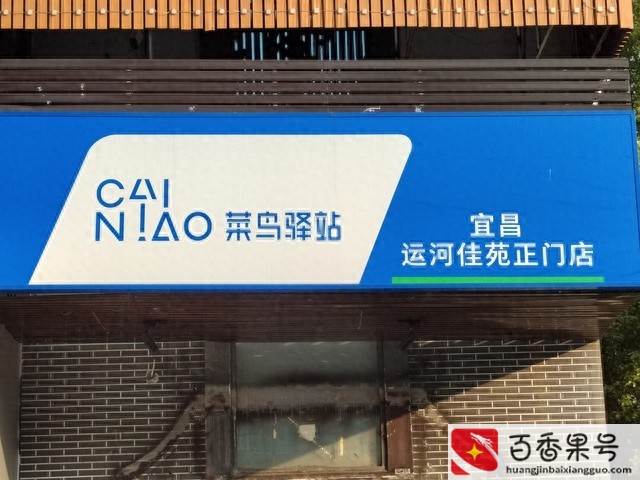 CAI
NIAO 菜鸟驿站
宜昌
运河佳苑正门店
百香果号
huangjinbaixiangguo.com